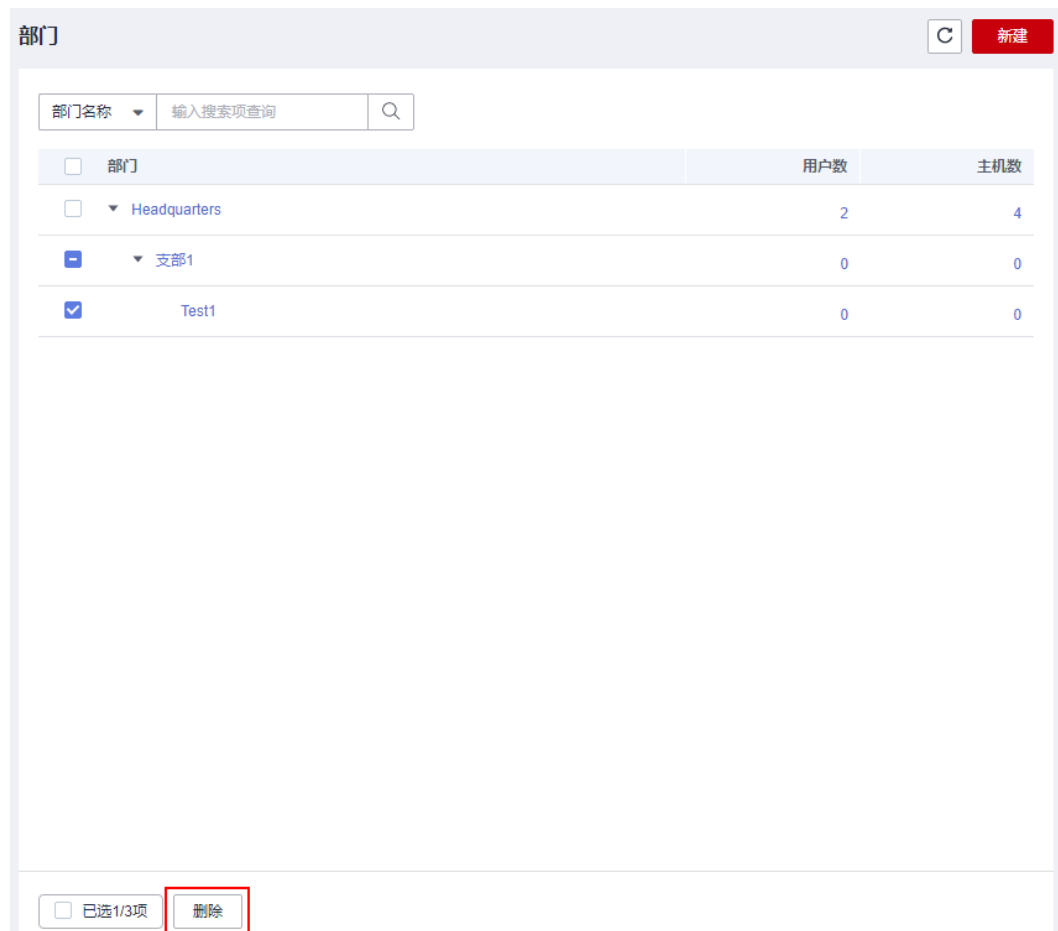 部门
新建
部门名称 输入搜索项查询
部门 用户数 主机数
Headquarters 2 4
支部1 0 0
Test1 0 0
已选1/3项 删除